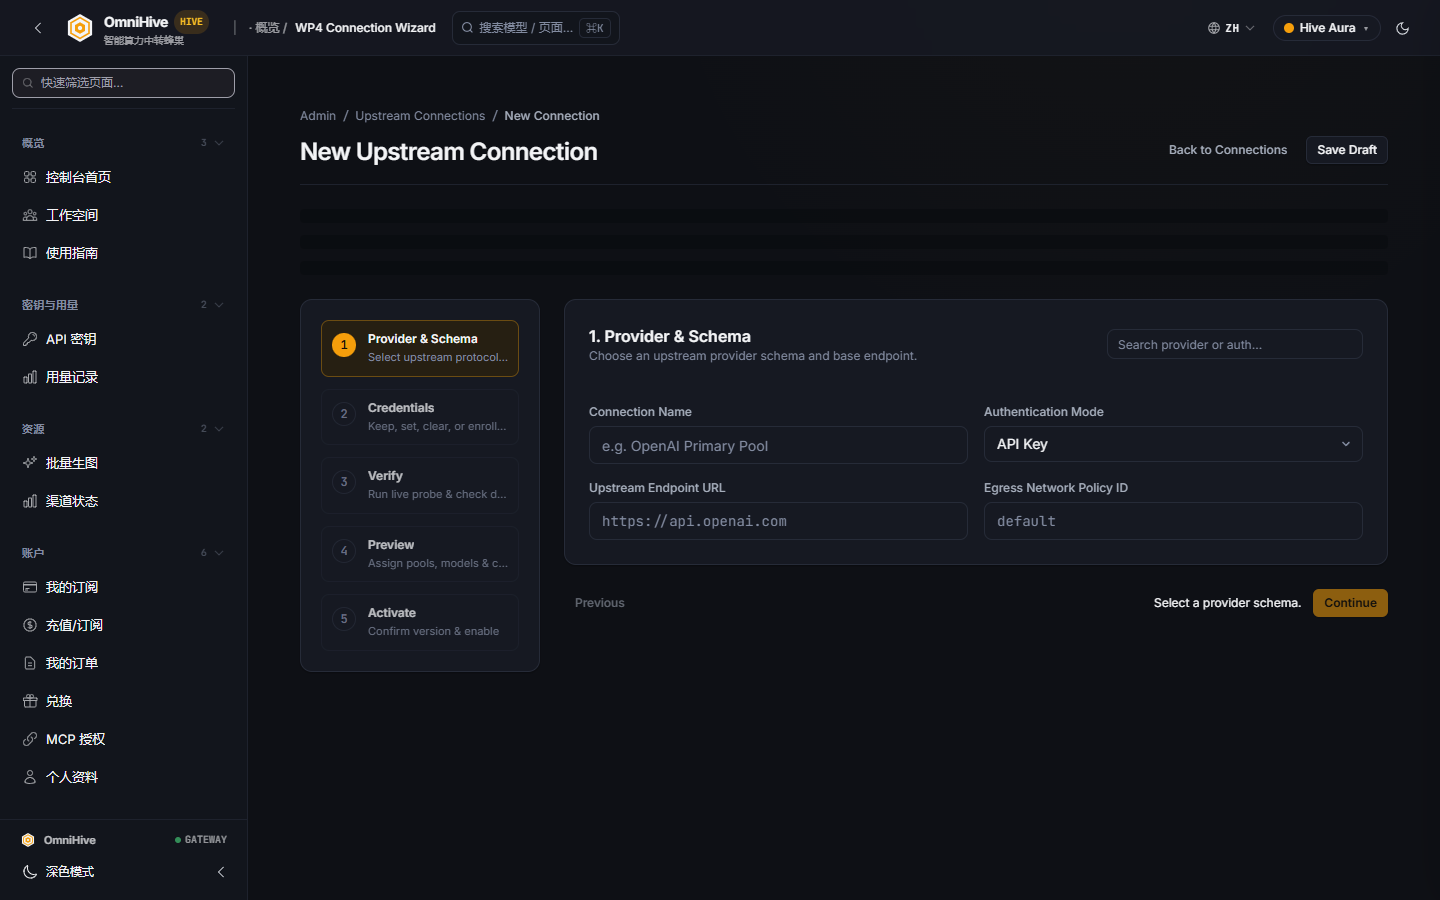 OmniHive HIVE
智能算力中转蜂巢
· 概览 / WP4 Connection Wizard
搜索模型 / 页面... ⌘K
ZH
Hive Aura
快速筛选页面...
概览 3
控制台首页
工作空间
使用指南
密钥与用量 2
API 密钥
用量记录
资源 2
批量生图
渠道状态
账户 6
我的订阅
充值/订阅
我的订单
兑换
MCP 授权
个人资料
OmniHive GATEWAY
深色模式
Admin / Upstream Connections / New Connection
New Upstream Connection
Back to Connections
Save Draft
1 Provider & Schema
Select upstream protocol...
2 Credentials
Keep, set, clear, or enroll...
3 Verify
Run live probe & check d...
4 Preview
Assign pools, models & c...
5 Activate
Confirm version & enable
1. Provider & Schema
Choose an upstream provider schema and base endpoint.
Search provider or auth...
Connection Name
e.g. OpenAI Primary Pool
Authentication Mode
API Key
Upstream Endpoint URL
https://api.openai.com
Egress Network Policy ID
default
Previous
Select a provider schema.
Continue